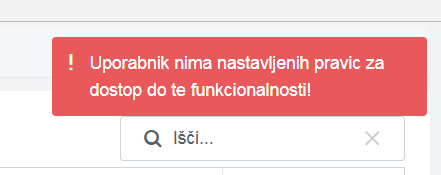 ! Uporabnik nima nastavljenih pravic za
dostop do te funkcionalnosti!
Išči...